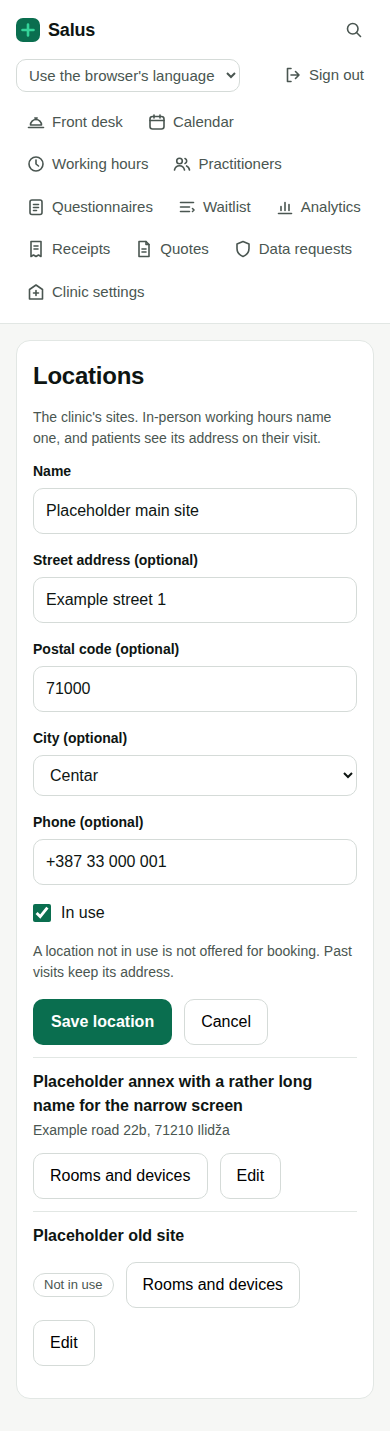 Salus
Use the browser's language
Sign out
Front desk
Calendar
Working hours
Practitioners
Questionnaires
Waitlist
Analytics
Receipts
Quotes
Data requests
Clinic settings
Locations
The clinic's sites. In-person working hours name
one, and patients see its address on their visit.
Name
Placeholder main site
Street address (optional)
Example street 1
Postal code (optional)
71000
City (optional)
Centar
Phone (optional)
+387 33 000 001
In use
A location not in use is not offered for booking. Past
visits keep its address.
Save location
Cancel
Placeholder annex with a rather long
name for the narrow screen
Example road 22b, 71210 Ilidža
Rooms and devices
Edit
Placeholder old site
Not in use
Rooms and devices
Edit